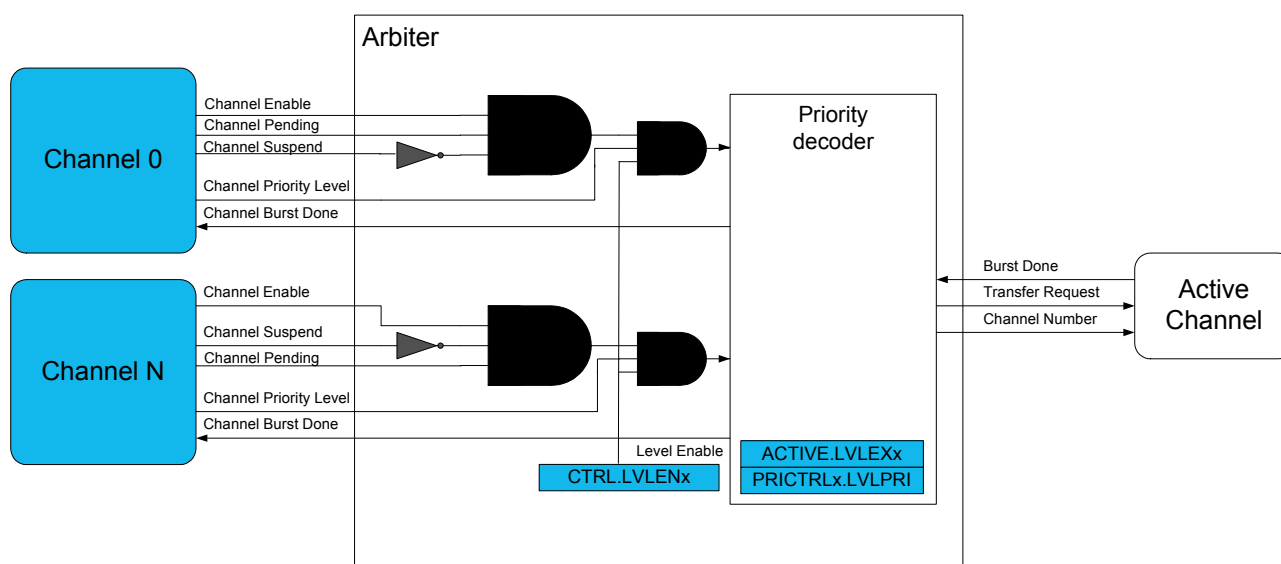 Arbiter
Channel 0
Channel Enable
Channel Pending
Channel Suspend
Channel Priority Level
Channel Burst Done
Priority
decoder
Channel N
Channel Enable
Channel Suspend
Channel Pending
Channel Priority Level
Channel Burst Done
Level Enable
CTRL.LVLENx
ACTIVE.LVLEXx
PRICTRLx.LVLPRI
Burst Done
Transfer Request
Channel Number
Active
Channel